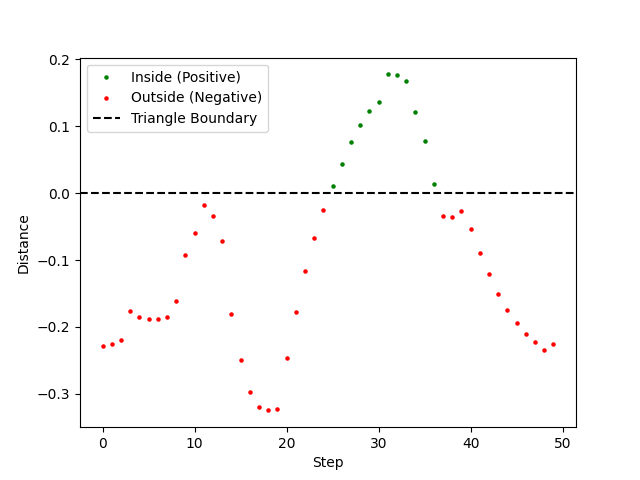 0.2
0.1
0.0
−0.1
−0.2
−0.3
Distance
Inside (Positive)
Outside (Negative)
Triangle Boundary
0 10 20 30 40 50
Step